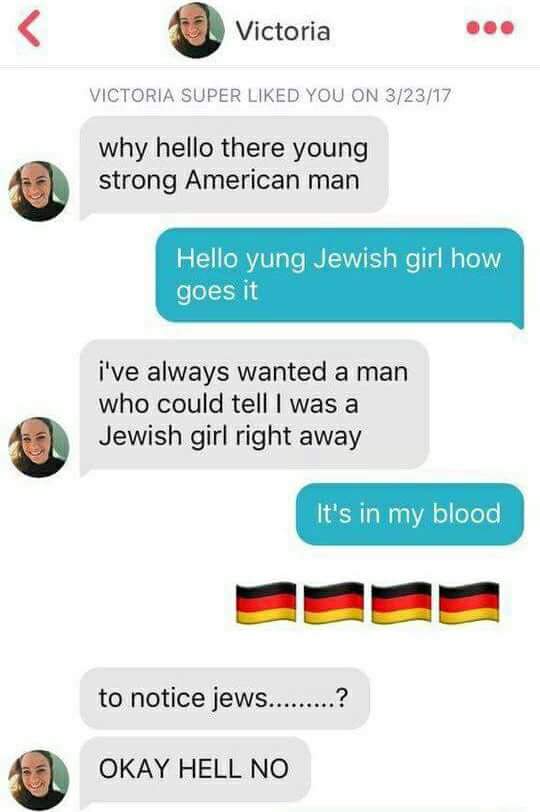 Victoria
VICTORIA SUPER LIKED YOU ON 3/23/17
why hello there young
strong American man
Hello yung Jewish girl how
goes it
i've always wanted a man
who could tell I was a
Jewish girl right away
It's in my blood
to notice jews.........?
OKAY HELL NO